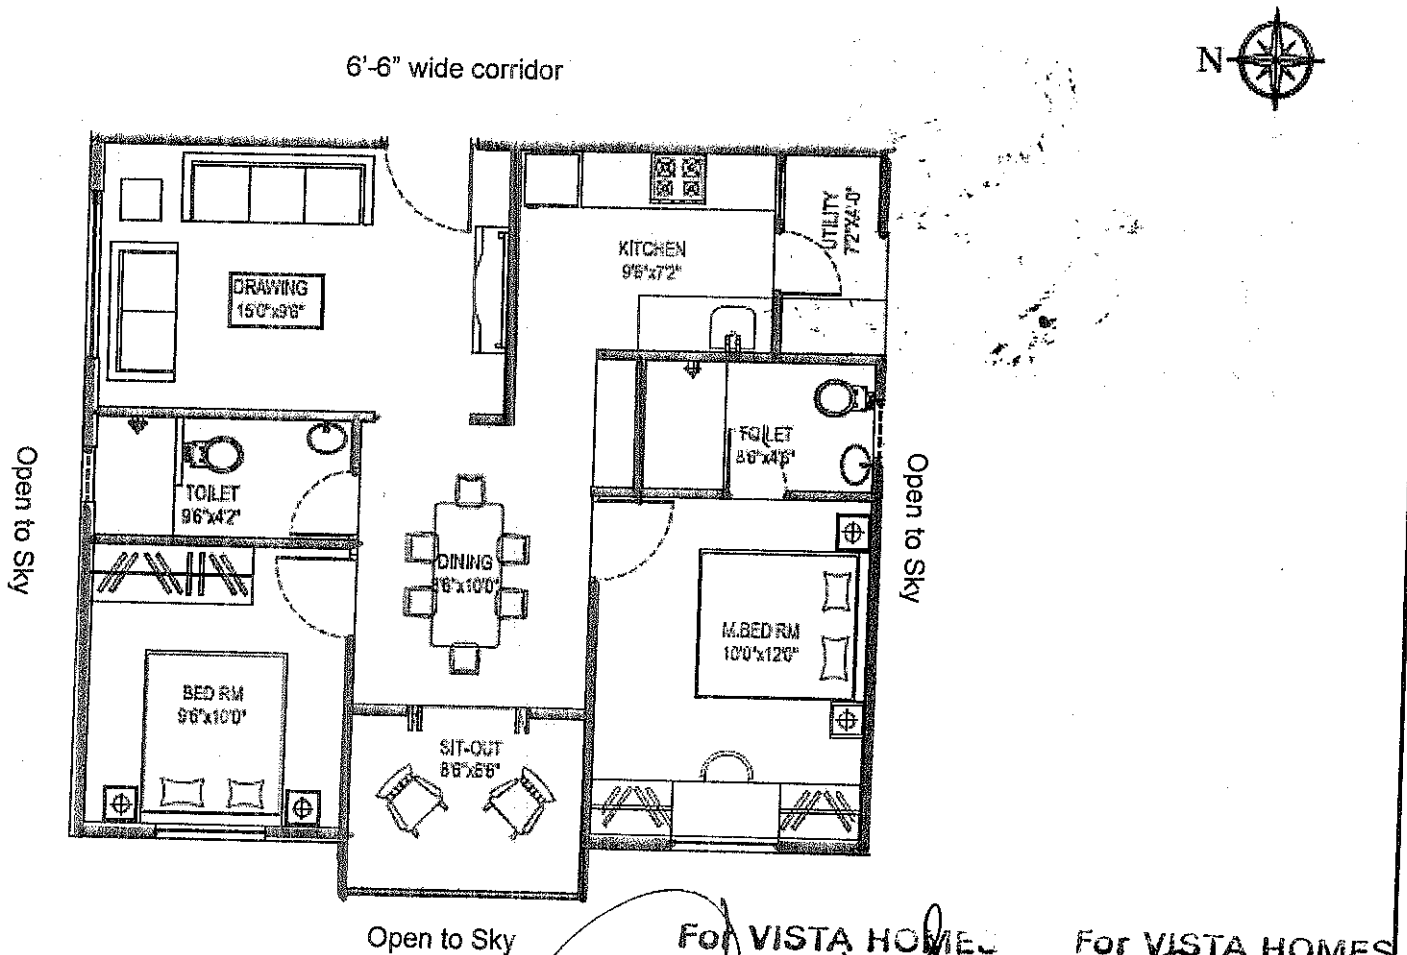 6'-6" wide corridor
N
DRAWING
15'0"x9'6"
KITCHEN
9'6"x7'2"
UTILITY
7'2"X4'-0"
TOILET
9'6"x4'2"
TOILET
8'6"x4'6"
DINING
10'0"
BED RM
9'6"x10'0"
M.BED RM
10'0"x12'0"
SIT-OUT
Open to Sky
Open to Sky
Open to Sky
For VISTA HOMES
For VISTA HOMES